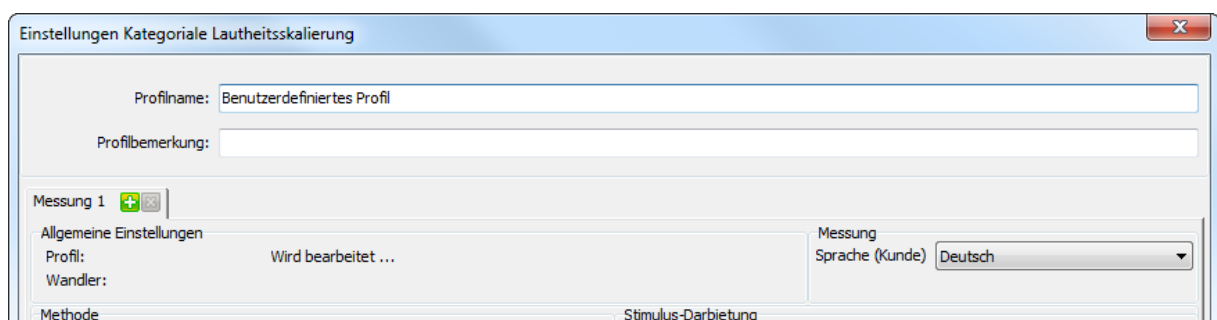 Einstellungen Kategoriale Lautheitsskalierung
Profilname: Benutzerdefiniertes Profil
Profilbemerkung:
Messung 1
Allgemeine Einstellungen
Profil: Wird bearbeitet ...
Wandler:
Messung
Sprache (Kunde) Deutsch
Methode
Stimulus-Darbietung